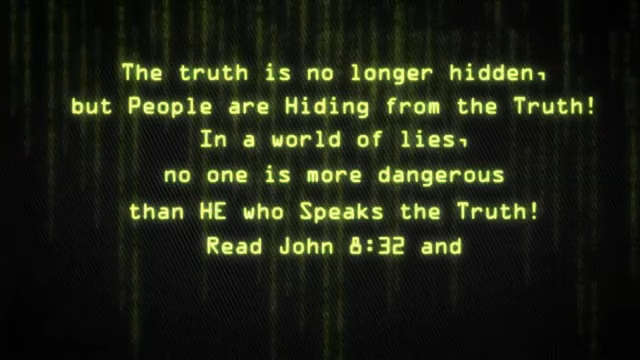 The truth is no longer hidden,
but People are Hiding from the Truth!
In a world of lies,
no one is more dangerous
than HE who Speaks the Truth!
Read John 8:32 and